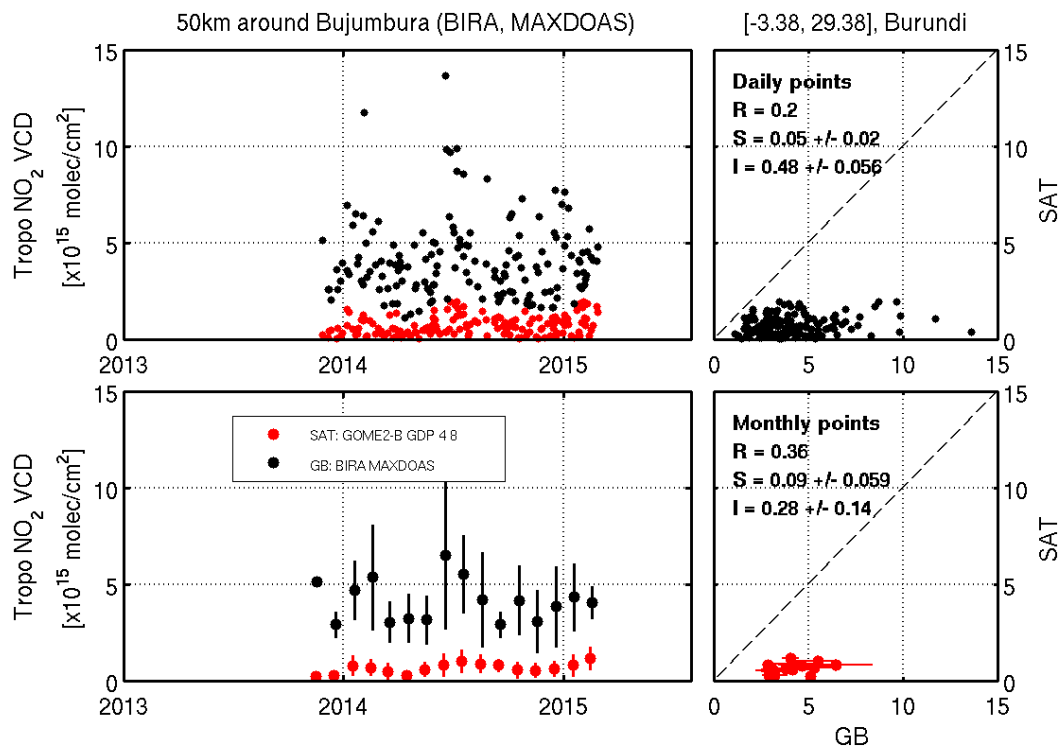 50km around Bujumbura (BIRA, MAXDOAS)
[-3.38, 29.38], Burundi
Tropo NO2 VCD
[x10^15 molec/cm^2]
15
10
5
0
2013
2014
2015
Daily points
R = 0.2
S = 0.05 +/- 0.02
I = 0.48 +/- 0.056
15
10
5
0
SAT
0
5
10
15
Tropo NO2 VCD
[x10^15 molec/cm^2]
15
10
5
0
SAT: GOME2-B GDP 4 8
GB: BIRA MAXDOAS
2013
2014
2015
Monthly points
R = 0.36
S = 0.09 +/- 0.059
I = 0.28 +/- 0.14
15
10
5
0
SAT
0
5
10
15
GB